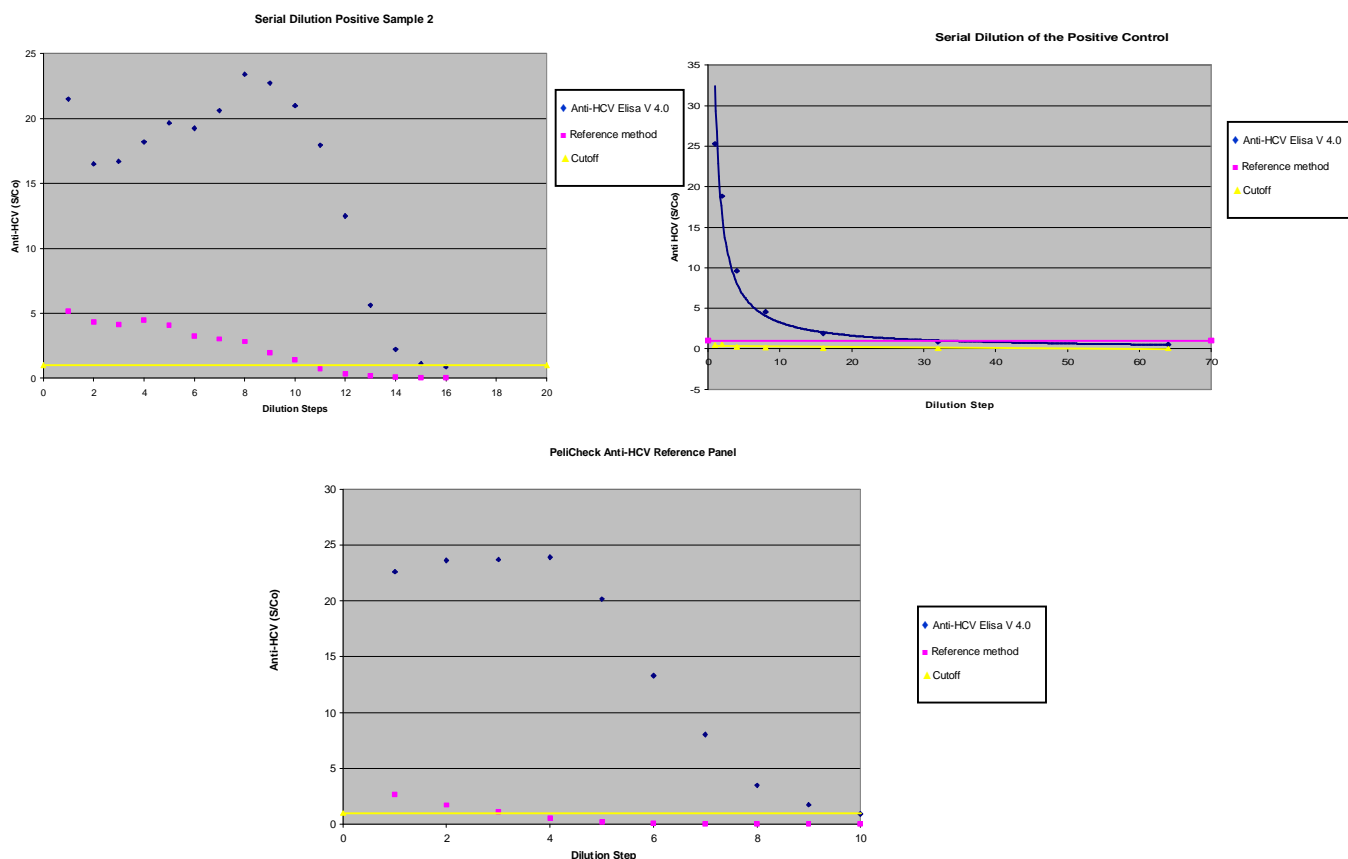 Serial Dilution Positive Sample 2
25
20
15
10
5
0
Anti-HCV (S/Co)
0 2 4 6 8 10 12 14 16 18 20
Dilution Steps
Anti-HCV Elisa V 4.0
Reference method
Cutoff
Serial Dilution of the Positive Control
35
30
25
20
15
10
5
0
-5
Anti HCV (S/Co)
0 10 20 30 40 50 60 70
Dilution Step
Anti-HCV Elisa V 4.0
Reference method
Cutoff
PeliCheck Anti-HCV Reference Panel
30
25
20
15
10
5
0
Anti-HCV (S/Co)
0 2 4 6 8 10
Dilution Step
Anti-HCV Elisa V 4.0
Reference method
Cutoff